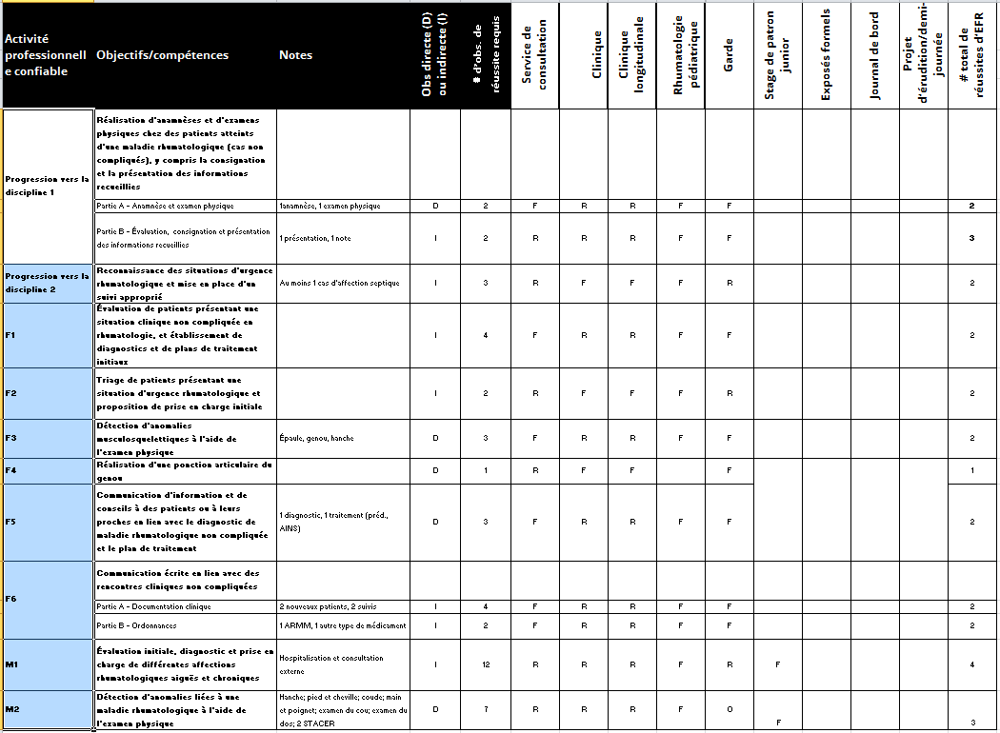 Activité
professionnell
e confiable
Objectifs/compétences
Notes
Obs directe (D)
ou indirecte (I)
# d'obs. de
réussite requis
Service de
consultation
Clinique
Clinique
longitudinale
Rhumatologie
pédiatrique
Garde
Stage de patron
junior
Exposés formels
Journal de bord
Projet
d'érudition/demi-
journée
# total de
réussites d'EFR
Progression vers la
discipline 1
Réalisation d'anamnèses et d'examens
physiques chez des patients atteints
d'une maladie rhumatologique (cas non
compliqués), y compris la consignation
et la présentation des informations
recueillies
Partie A - Anamnèse et examen physique
1anamnèse, 1 examen physique
D 2 F R R F F 2
Partie B - Évaluation, consignation et présentation
des informations recueillies
1 présentation, 1 note
I 2 R R R F F 3
Progression vers la
discipline 2
Reconnaissance des situations d'urgence
rhumatologique et mise en place d'un
suivi approprié
Au moins 1 cas d'affection septique
I 3 R F F F R 2
F1
Évaluation de patients présentant une
situation clinique non compliquée en
rhumatologie, et établissement de
diagnostics et de plans de traitement
initiaux
I 4 F R R F F 2
F2
Triage de patients présentant une
situation d'urgence rhumatologique et
proposition de prise en charge initiale
I 2 R F F F R 2
F3
Détection d'anomalies
musculosquelettiques à l'aide de
l'examen physique
Épaule, genou, hanche
D 3 F R R F F 2
F4
Réalisation d'une ponction articulaire du
genou
D 1 R F F F 1
F5
Communication d'information et de
conseils à des patients ou à leurs
proches en lien avec le diagnostic de
maladie rhumatologique non compliquée
et le plan de traitement
1 diagnostic, 1 traitement (préd.,
AINS)
D 3 F R R F F 2
F6
Communication écrite en lien avec des
rencontres cliniques non compliquées
Partie A - Documentation clinique
2 nouveaux patients, 2 suivis
I 4 F R R F F 2
Partie B - Ordonnances
1 ARMM, 1 autre type de médicament
I 2 F R R F F 2
M1
Évaluation initiale, diagnostic et prise en
charge de différentes affections
rhumatologiques aiguës et chroniques
Hospitalisation et consultation
externe
I 12 R R R F R F 4
M2
Détection d'anomalies liées à une
maladie rhumatologique à l'aide de
l'examen physique
Hanche; pied et cheville; coude; main
et poignet; examen du cou; examen du
dos; 2 STACER
D 7 R R R F O F 3